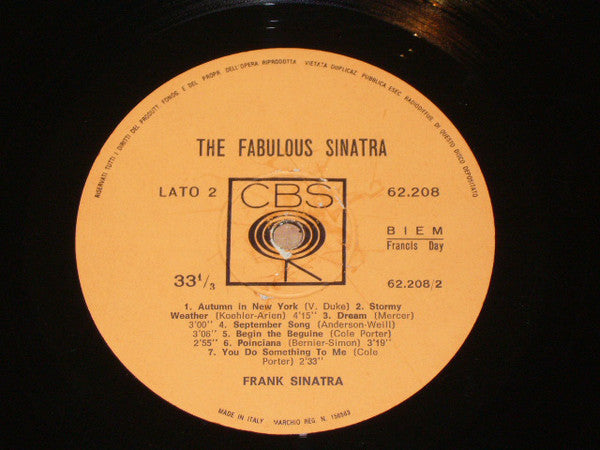 RISERVATI TUTTI I DIRITTI DEL PRODUTT. FONOG. E DEL PROPR. DELL'OPERA RIPRODOTTA VIETATA DUPLICAZ. PUBBLICA ESEC. RADIODIFFUS. DI QUESTO DISCO DEPOSITATO
THE FABULOUS SINATRA
LATO 2 CBS 62.208
BIEM
Francis Day
33⅓ 62.208/2
1. Autumn in New York (V. Duke) 2. Stormy
Weather (Koehler-Arlen) 4'15" 3. Dream (Mercer)
3'00" 4. September Song (Anderson-Weill)
3'06" 5. Begin the Beguine (Cole Porter)
2'55" 6. Poinciana (Bernier-Simon) 3'19"
7. You Do Something To Me (Cole
Porter) 2'33"
FRANK SINATRA
MADE IN ITALY MARCHIO REG. N. 156583